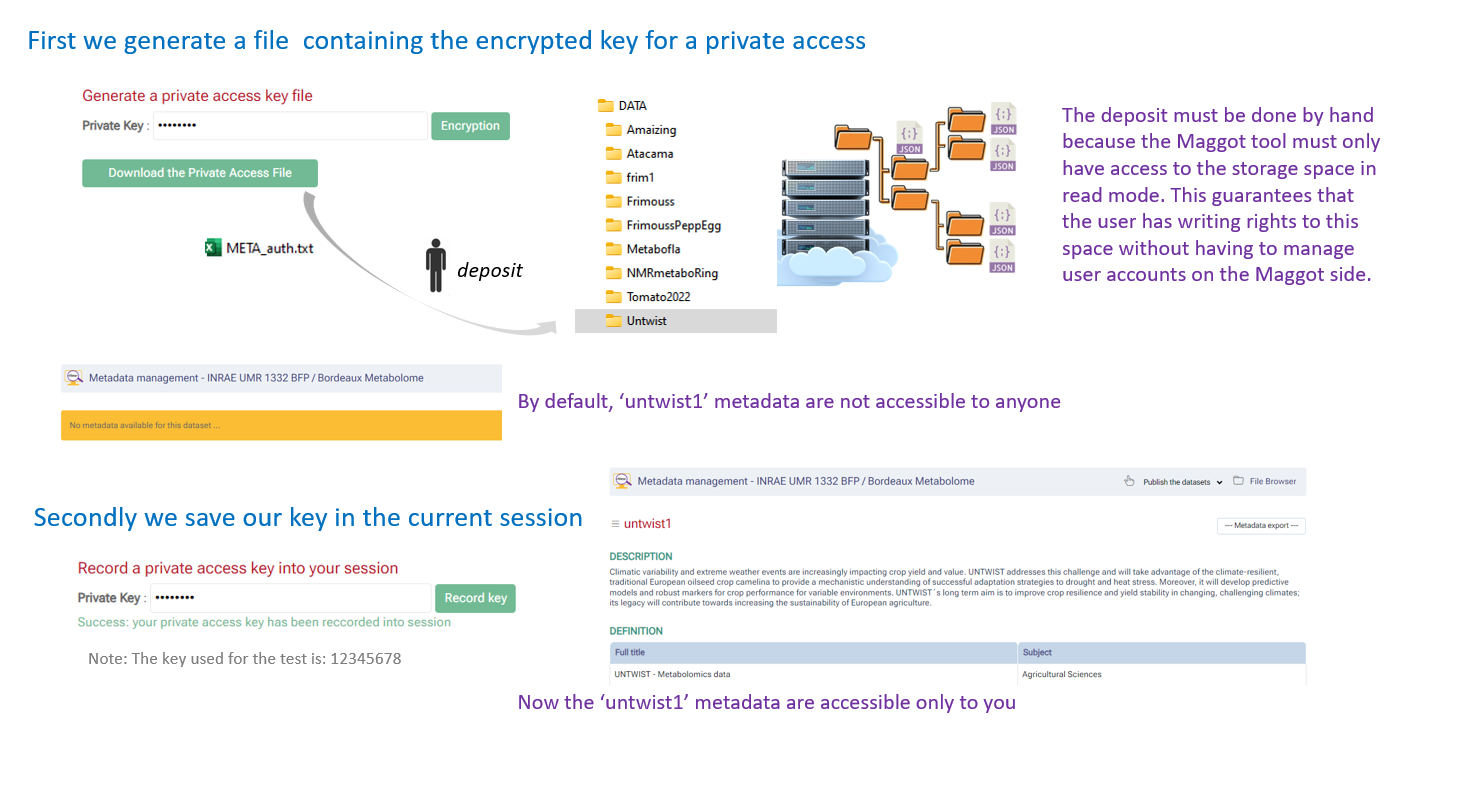 First we generate a file  containing the encrypted key for a private access
Generate a private access key file
Private Key : ••••••••
Encryption
Download the Private Access File
META_auth.txt
deposit
DATA
Amaizing
Atacama
frim1
Frimouss
FrimoussPeppEgg
Metabofla
NMRmetaboRing
Tomato2022
Untwist
{;}
JSON
{;}
JSON
{;}
JSON
{;}
JSON
{;}
JSON
The deposit must be done by hand
because the Maggot tool must only
have access to the storage space in
read mode. This guarantees that
the user has writing rights to this
space without having to manage
user accounts on the Maggot side.
Metadata management - INRAE UMR 1332 BFP / Bordeaux Metabolome
No metadata available for this dataset ...
By default, ‘untwist1’ metadata are not accessible to anyone
Secondly we save our key in the current session
Record a private access key into your session
Private Key : ••••••••
Record key
Success: your private access key has been reccorded into session
Note: The key used for the test is: 12345678
Metadata management - INRAE UMR 1332 BFP / Bordeaux Metabolome
Publish the datasets
File Browser
untwist1
--- Metadata export ---
DESCRIPTION
Climatic variability and extreme weather events are increasingly impacting crop yield and value. UNTWIST addresses this challenge and will take advantage of the climate-resilient,
traditional European oilseed crop camelina to provide a mechanistic understanding of successful adaptation strategies to drought and heat stress. Moreover, it will develop predictive
models and robust markers for crop performance for variable environments. UNTWIST´s long term aim is to improve crop resilience and yield stability in changing, challenging climates;
its legacy will contribute towards increasing the sustainability of European agriculture.
DEFINITION
Full title
Subject
UNTWIST - Metabolomics data
Agricultural Sciences
Now the ‘untwist1’ metadata are accessible only to you